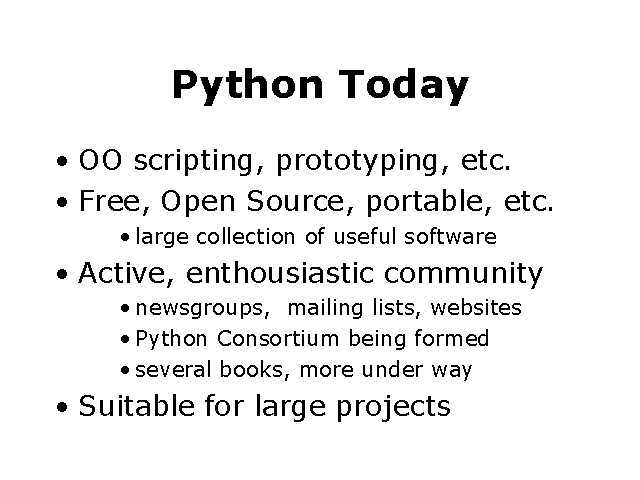 Python Today
• OO scripting, prototyping, etc.
• Free, Open Source, portable, etc.
• large collection of useful software
• Active, enthousiastic community
• newsgroups,  mailing lists, websites
• Python Consortium being formed
• several books, more under way
• Suitable for large projects